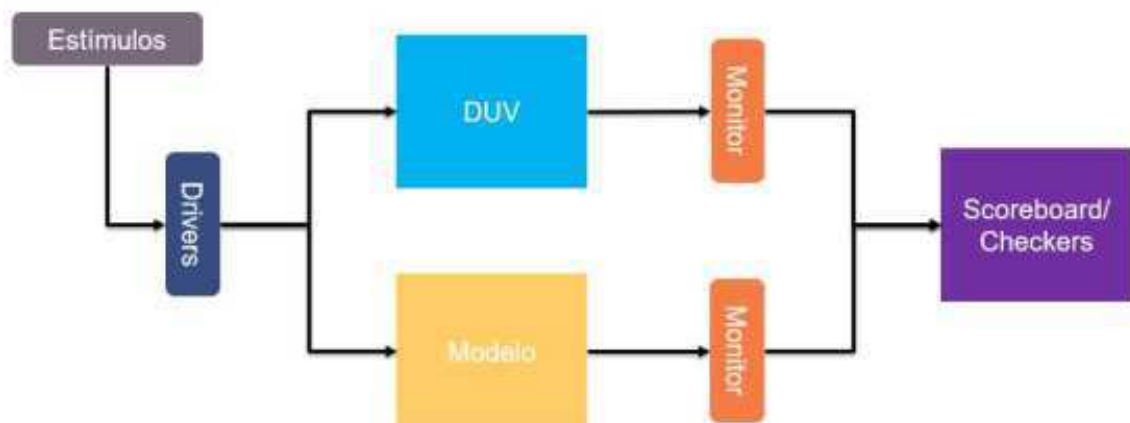 Estímulos
Drivers
DUV
Monitor
Modelo
Monitor
Scoreboard/
Checkers